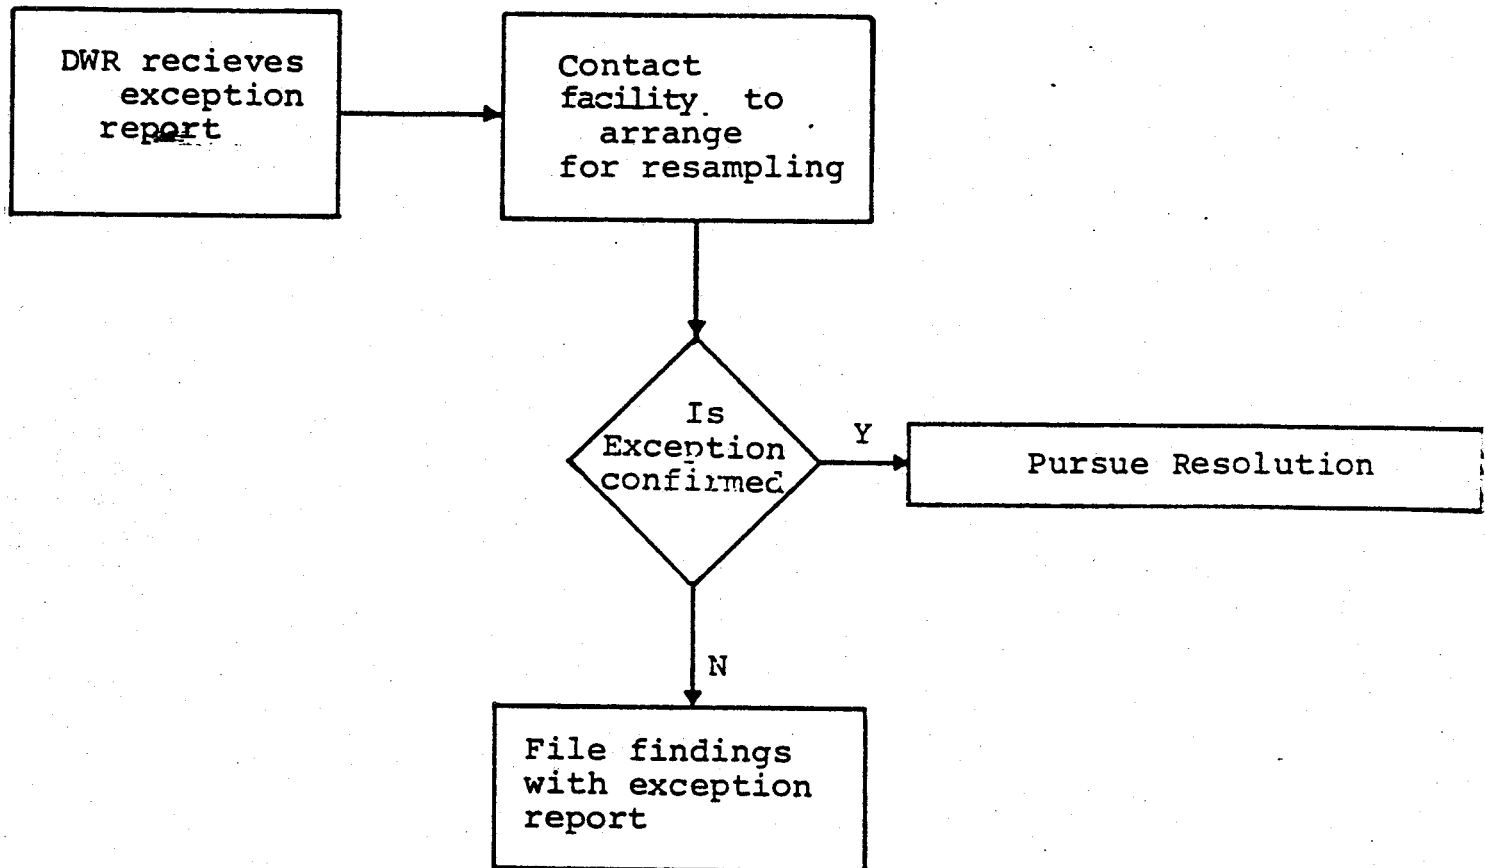 DWR recieves
exception
report
Contact
facility to
arrange
for resampling
Is
Exception
confirmed
Y
Pursue Resolution
N
File findings
with exception
report